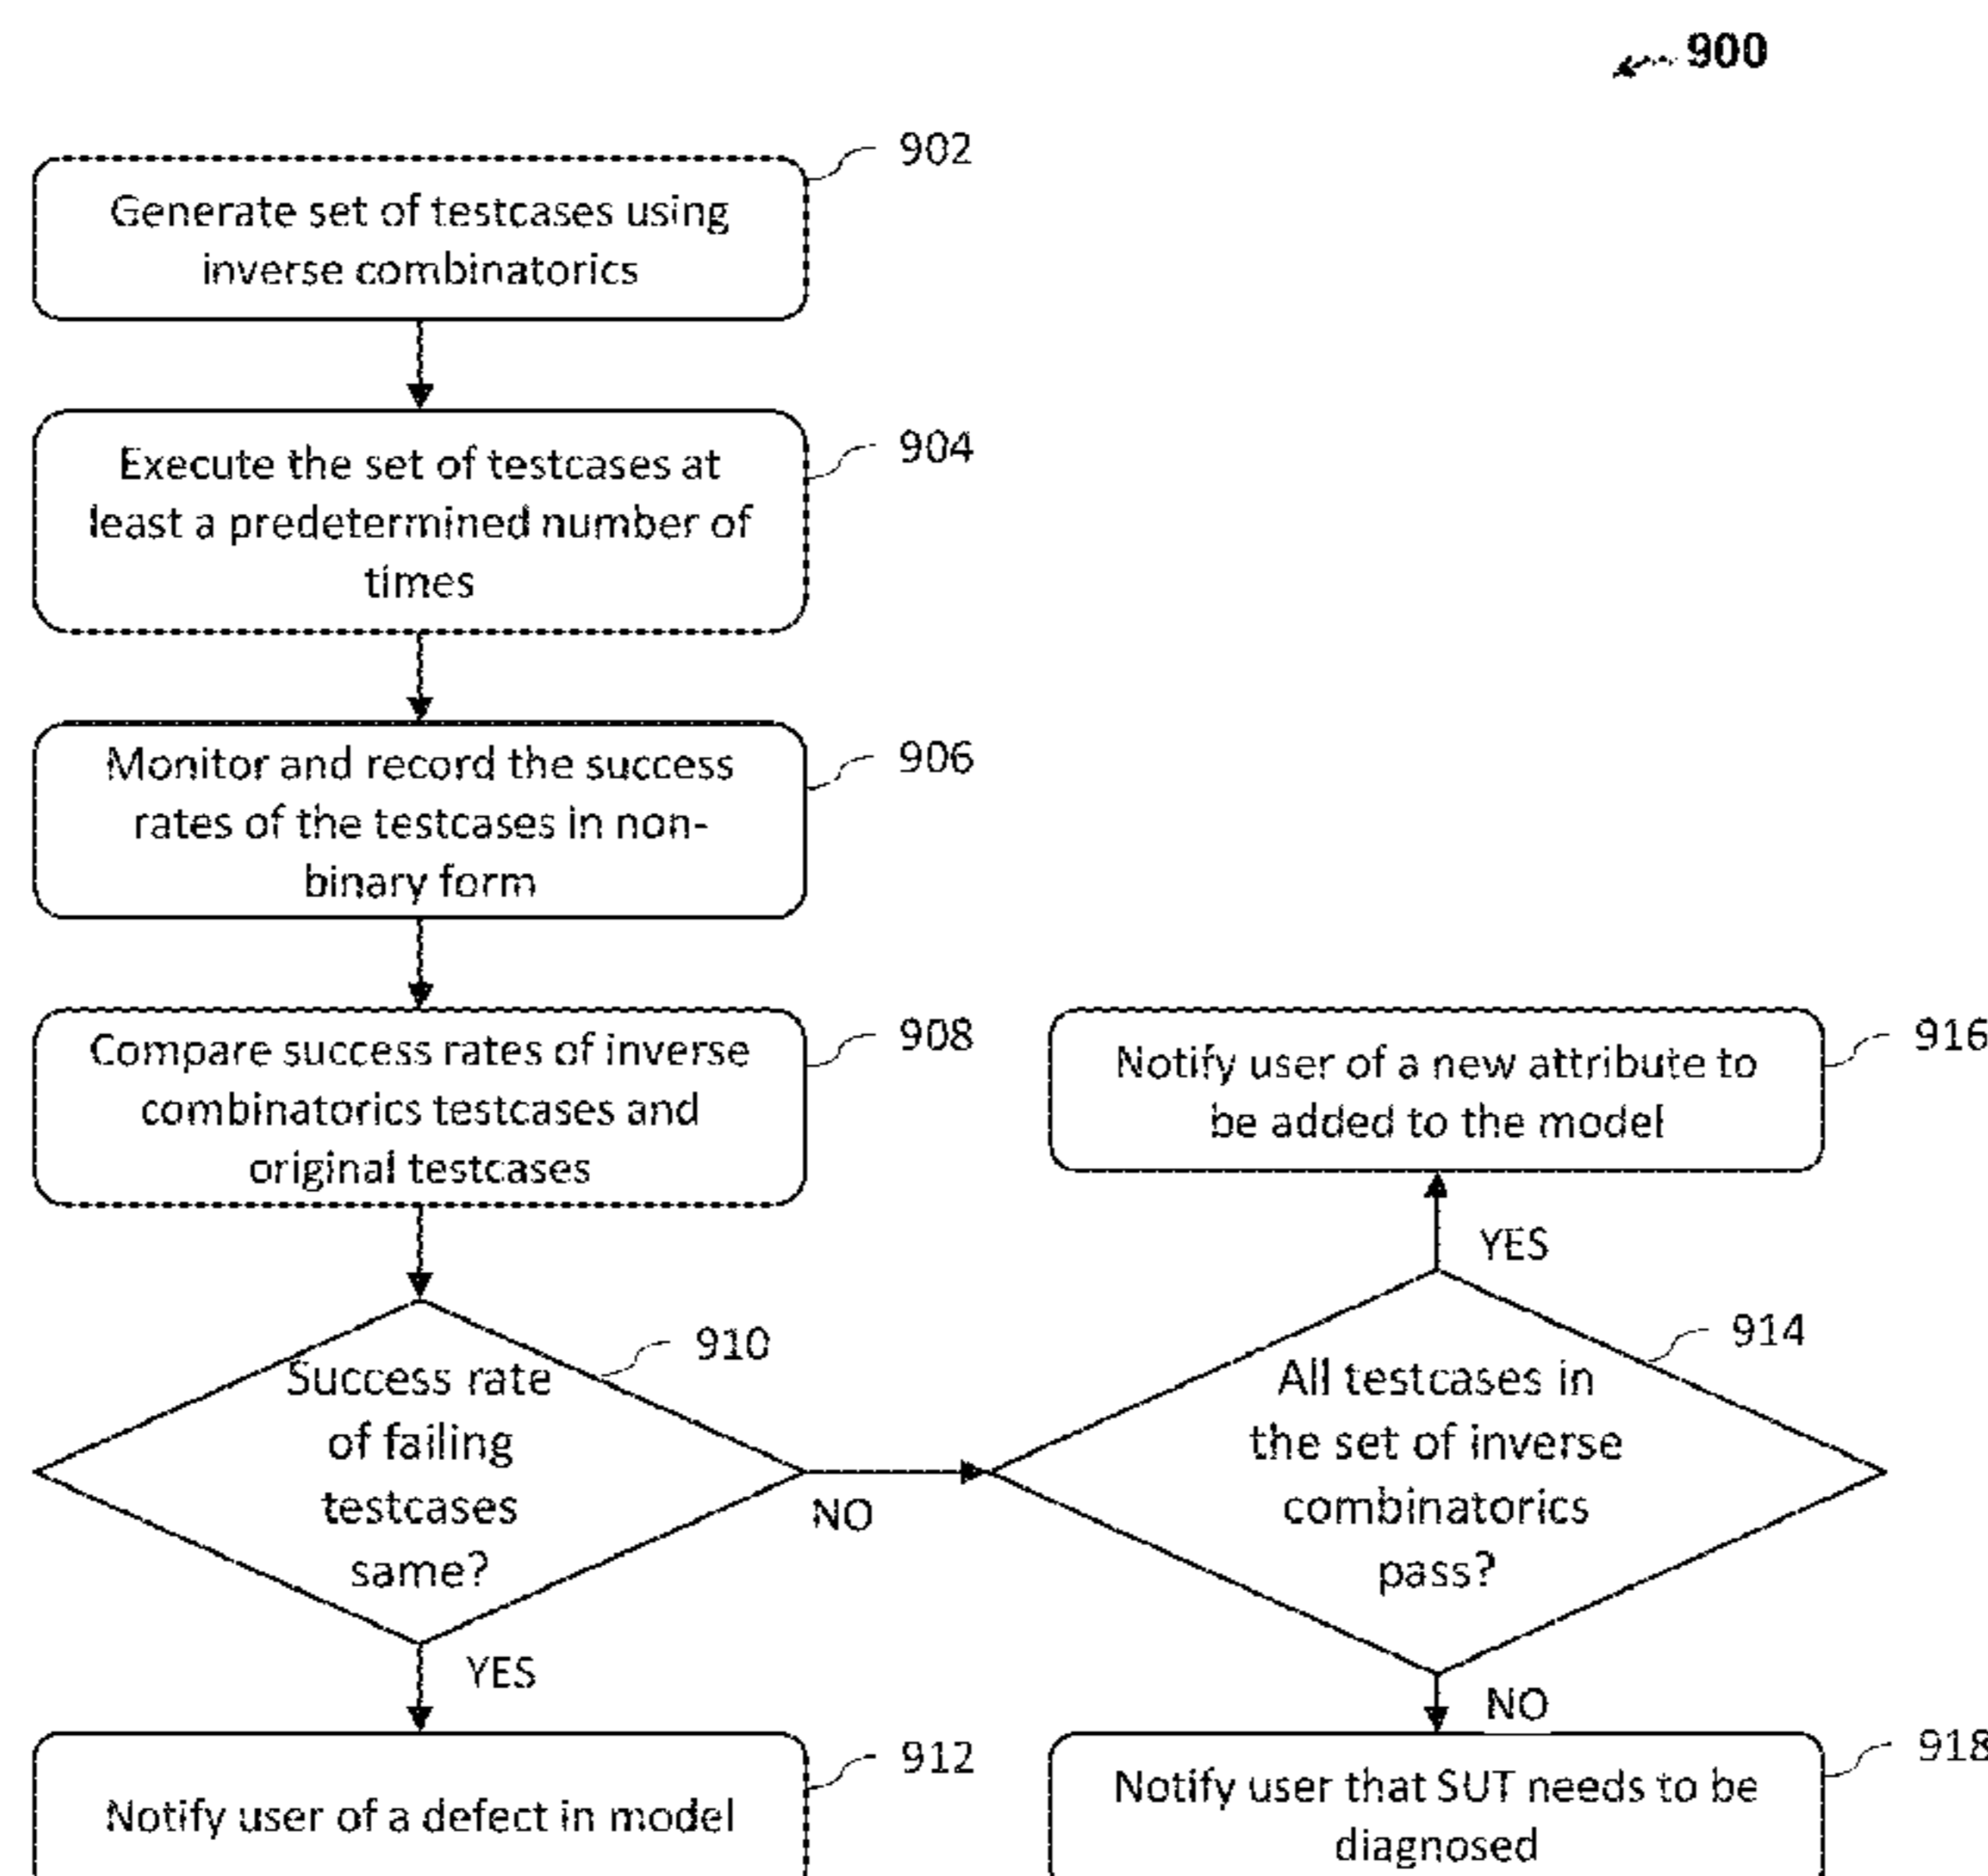 900
902
Generate set of testcases using
inverse combinatorics
904
Execute the set of testcases at
least a predetermined number of
times
906
Monitor and record the success
rates of the testcases in non-
binary form
908
Compare success rates of inverse
combinatorics testcases and
original testcases
910
Success rate
of failing
testcases
same?
NO
YES
912
Notify user of a defect in model
914
All testcases in
the set of inverse
combinatorics
pass?
YES
916
Notify user of a new attribute to
be added to the model
NO
918
Notify user that SUT needs to be
diagnosed